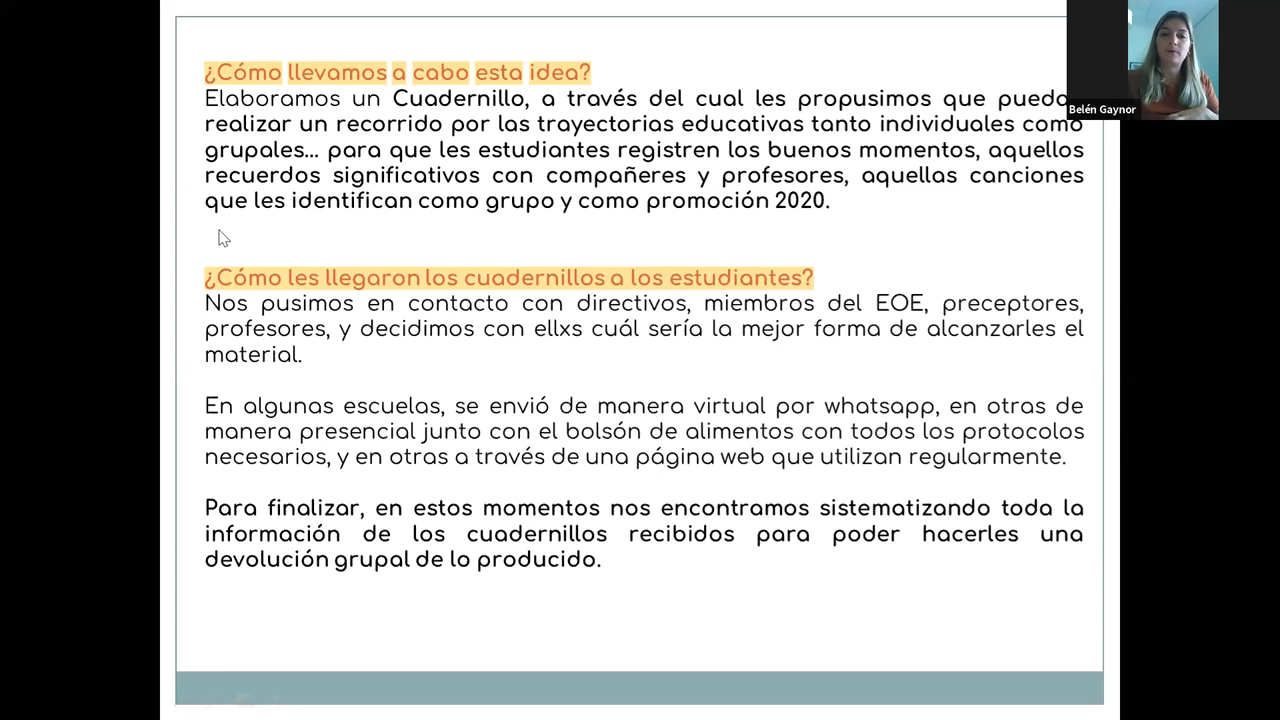 ¿Cómo llevamos a cabo esta idea?
Elaboramos un Cuadernillo, a través del cual les propusimos que
realizar un recorrido por las trayectorias educativas tanto individuales como
grupales... para que les estudiantes registren los buenos momentos, aquellos
recuerdos significativos con compañeres y profesores, aquellas canciones
que les identifican como grupo y como promoción 2020.
¿Cómo les llegaron los cuadernillos a los estudiantes?
Nos pusimos en contacto con directivos, miembros del EOE, preceptores,
profesores, y decidimos con ellxs cuál sería la mejor forma de alcanzarles el
material.
En algunas escuelas, se envió de manera virtual por whatsapp, en otras de
manera presencial junto con el bolsón de alimentos con todos los protocolos
necesarios, y en otras a través de una página web que utilizan regularmente.
Para finalizar, en estos momentos nos encontramos sistematizando toda la
información de los cuadernillos recibidos para poder hacerles una
devolución grupal de lo producido.
Belén Gaynor